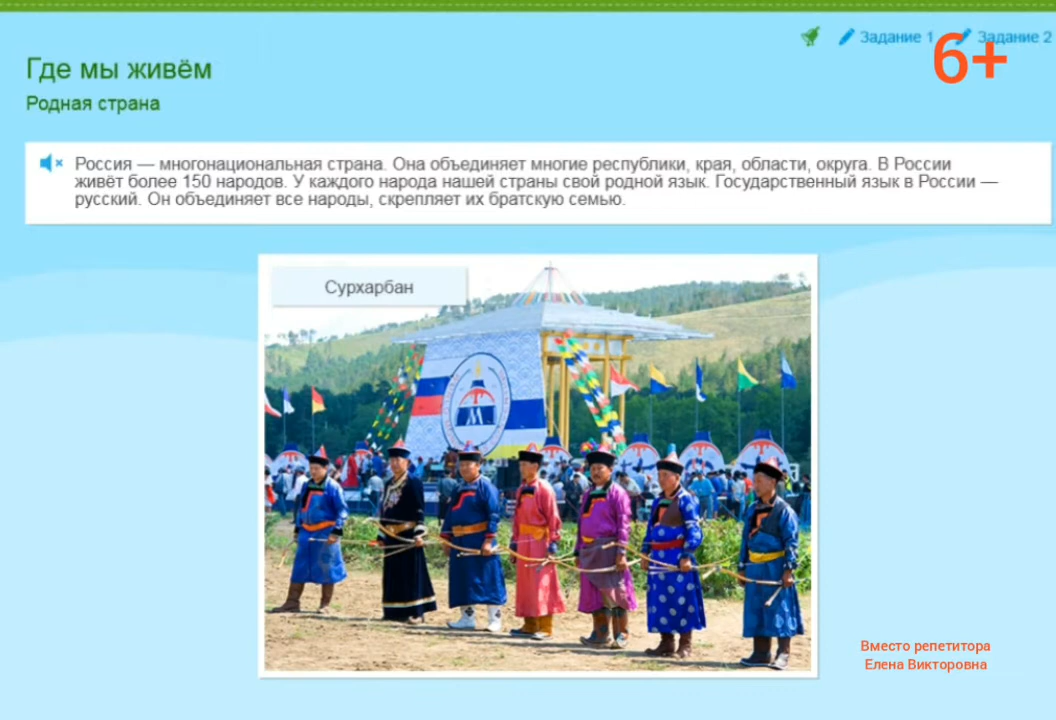 Задание 1
Задание 2
6+
Где мы живём
Родная страна
Россия — многонациональная страна. Она объединяет многие республики, края, области, округа. В России
живёт более 150 народов. У каждого народа нашей страны свой родной язык. Государственный язык в России —
русский. Он объединяет все народы, скрепляет их братскую семью.
Сурхарбан
Вместо репетитора
Елена Викторовна